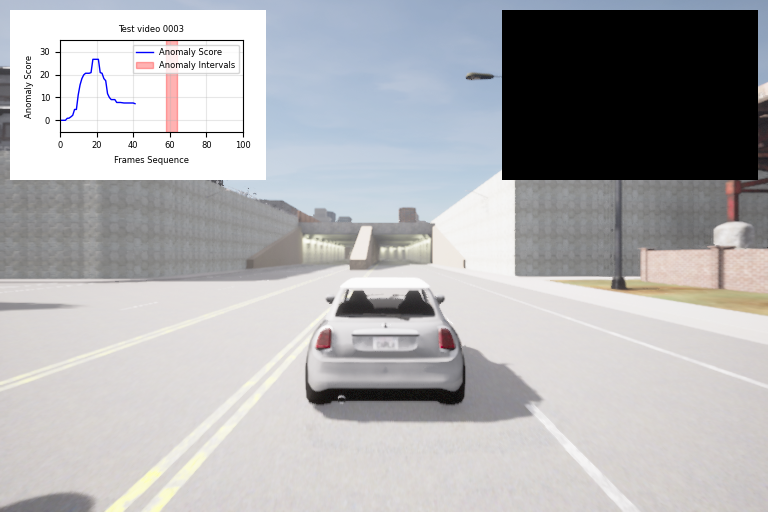 Test video 0003
Anomaly Score
30
20
10
0
Anomaly Score
Anomaly Intervals
0 20 40 60 80 100
Frames Sequence